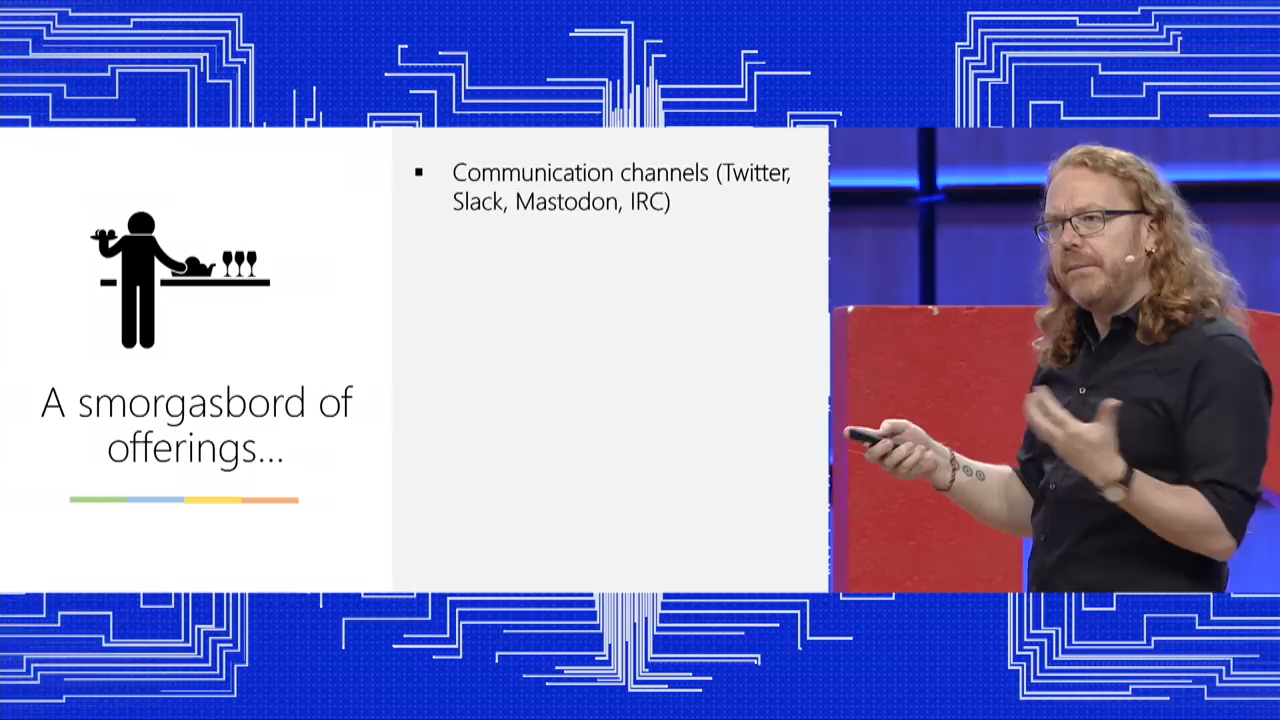 A smorgasbord of
offerings...
▪ Communication channels (Twitter,
Slack, Mastodon, IRC)